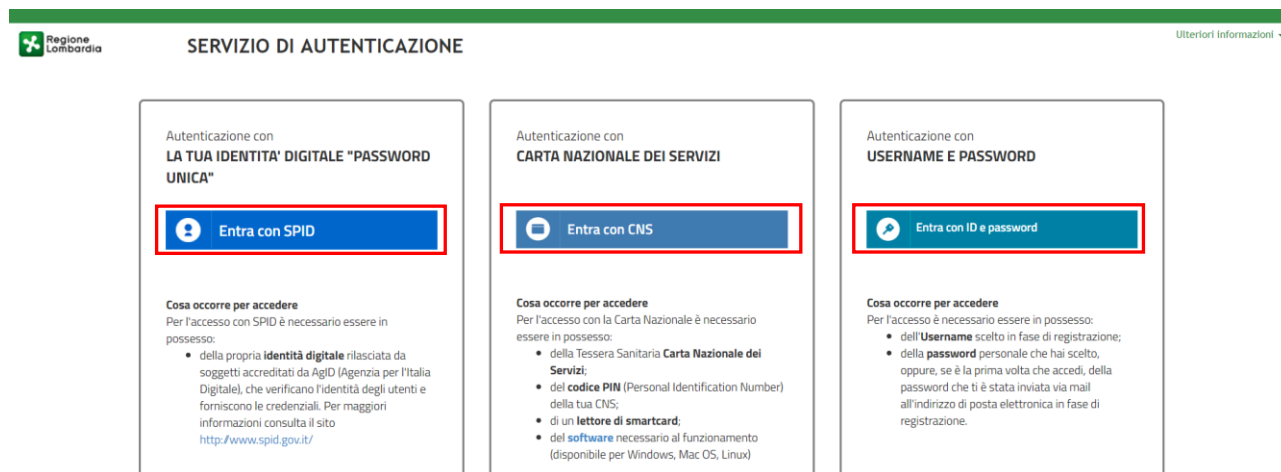 Regione
Lombardia
SERVIZIO DI AUTENTICAZIONE
Ulteriori informazioni
Autenticazione con
LA TUA IDENTITA' DIGITALE "PASSWORD
UNICA"
Entra con SPID
Cosa occorre per accedere
Per l'accesso con SPID è necessario essere in
possesso:
• della propria identità digitale rilasciata da
soggetti accreditati da AgID (Agenzia per l'Italia
Digitale), che verificano l'identità degli utenti e
forniscono le credenziali. Per maggiori
informazioni consulta il sito
http://www.spid.gov.it/
Autenticazione con
CARTA NAZIONALE DEI SERVIZI
Entra con CNS
Cosa occorre per accedere
Per l'accesso con la Carta Nazionale è necessario
essere in possesso:
• della Tessera Sanitaria Carta Nazionale dei
Servizi;
• del codice PIN (Personal Identification Number)
della tua CNS;
• di un lettore di smartcard;
• del software necessario al funzionamento
(disponibile per Windows, Mac OS, Linux)
Autenticazione con
USERNAME E PASSWORD
Entra con ID e password
Cosa occorre per accedere
Per l'accesso è necessario essere in possesso:
• dell'Username scelto in fase di registrazione;
• della password personale che hai scelto,
oppure, se è la prima volta che accedi, della
password che ti è stata inviata via mail
all'indirizzo di posta elettronica in fase di
registrazione.